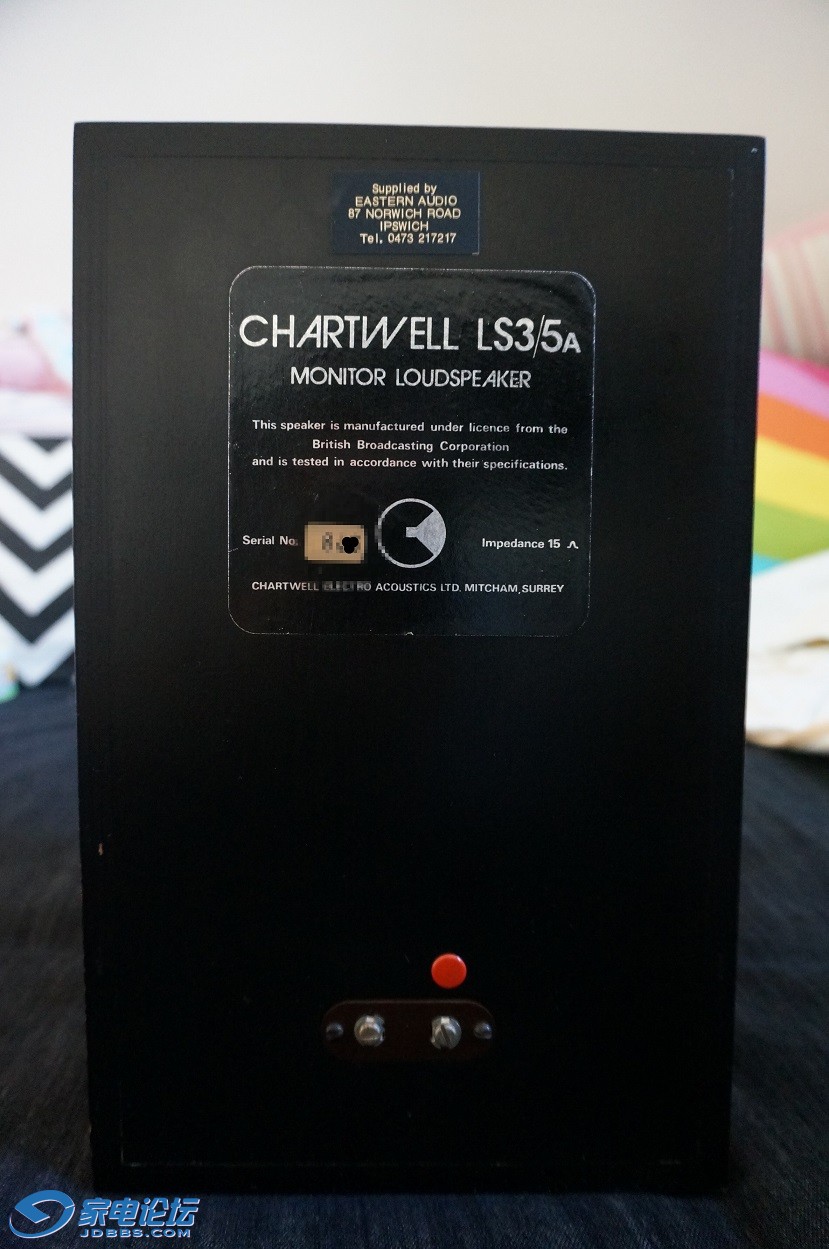 Supplied by
EASTERN AUDIO
87 NORWICH ROAD
IPSWICH
Tel. 0473 217217
CHARTWELL LS3/5A
MONITOR LOUDSPEAKER
This speaker is manufactured under licence from the
British Broadcasting Corporation
and is tested in accordance with their specifications.
Serial No.
Impedance 15 Ω
CHARTWELL ELECTRO ACOUSTICS LTD. MITCHAM, SURREY
家电论坛
JDBBS.COM